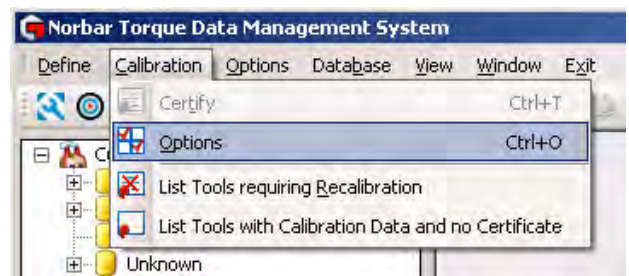 Norbar Torque Data Management System
Define Calibration Options Database View Window Exit
Certify Ctrl+T
Options Ctrl+O
List Tools requiring Recalibration
List Tools with Calibration Data and no Certificate
Unknown